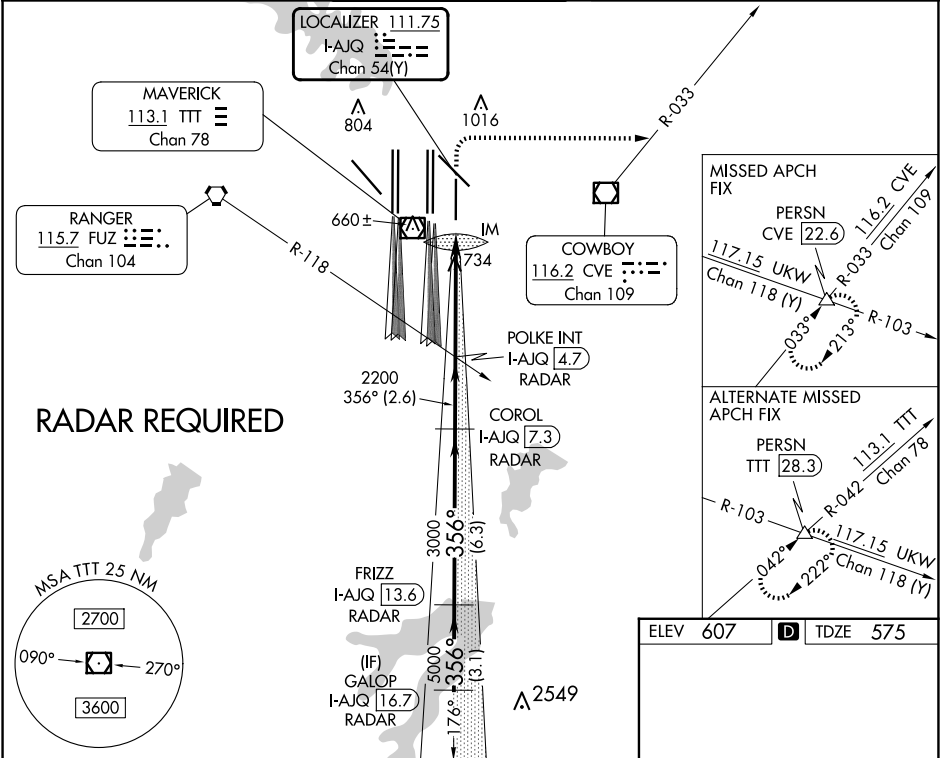 LOCALIZER 111.75
I-AJQ
Chan 54(Y)
MAVERICK
113.1 TTT
Chan 78
804
1016
R-033
RANGER
115.7 FUZ
Chan 104
660 ±
IM
734
R-118
COWBOY
116.2 CVE
Chan 109
POLKE INT
I-AJQ 4.7
RADAR
2200
356° (2.6)
COROL
I-AJQ 7.3
RADAR
RADAR REQUIRED
3000
356°
(6.3)
FRIZZ
I-AJQ 13.6
RADAR
5000
356°
(3.1)
(IF)
GALOP
I-AJQ 16.7
RADAR
176°
2549
MSA TTT 25 NM
2700
090°
270°
3600
MISSED APCH
FIX
PERSN
CVE 22.6
116.2 CVE
Chan 109
R-033
117.15 UKW
Chan 118 (Y)
R-103
033°
213°
ALTERNATE MISSED
APCH FIX
PERSN
TTT 28.3
113.1 TTT
Chan 78
R-042
R-103
117.15 UKW
Chan 118 (Y)
042°
222°
ELEV 607 D TDZE 575